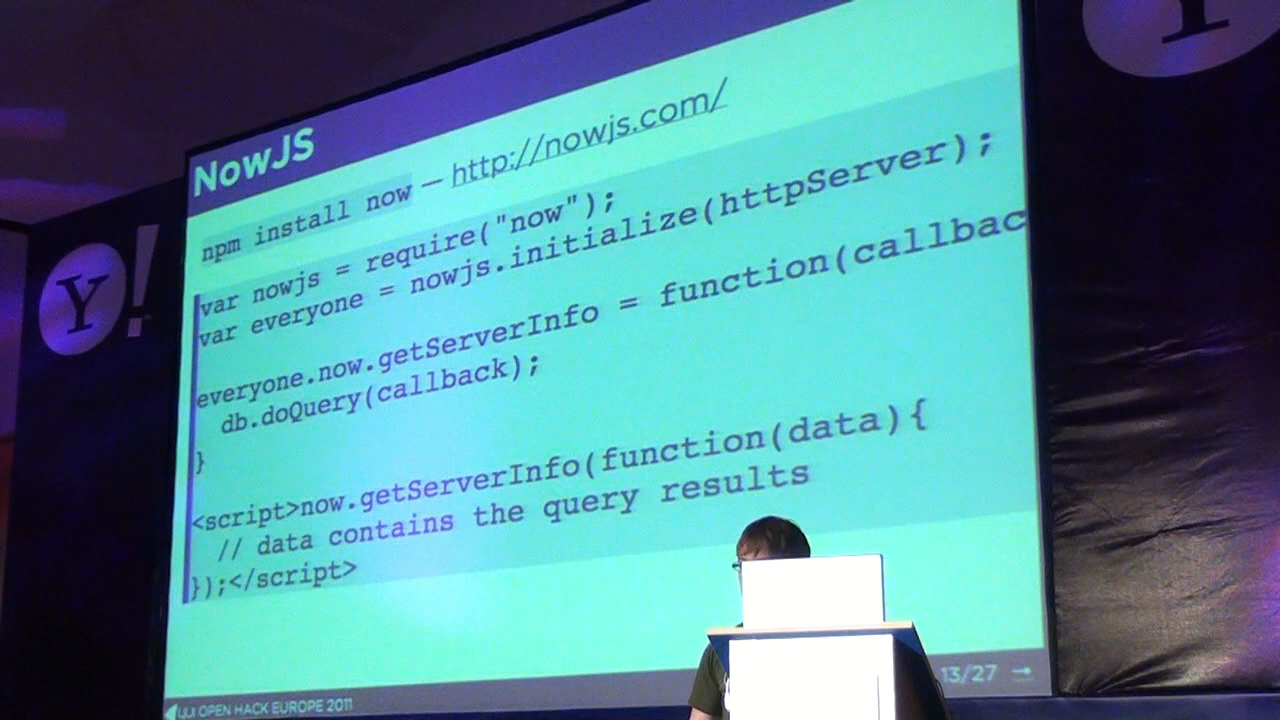 NowJS
npm install now — http://nowjs.com/
var nowjs = require("now");
var everyone = nowjs.initialize(httpServer);
everyone.now.getServerInfo = function(callbac
db.doQuery(callback);
}
<script>now.getServerInfo(function(data){
// data contains the query results
});</script>
OPEN HACK EUROPE 2011
13/27 →
Y!
Y